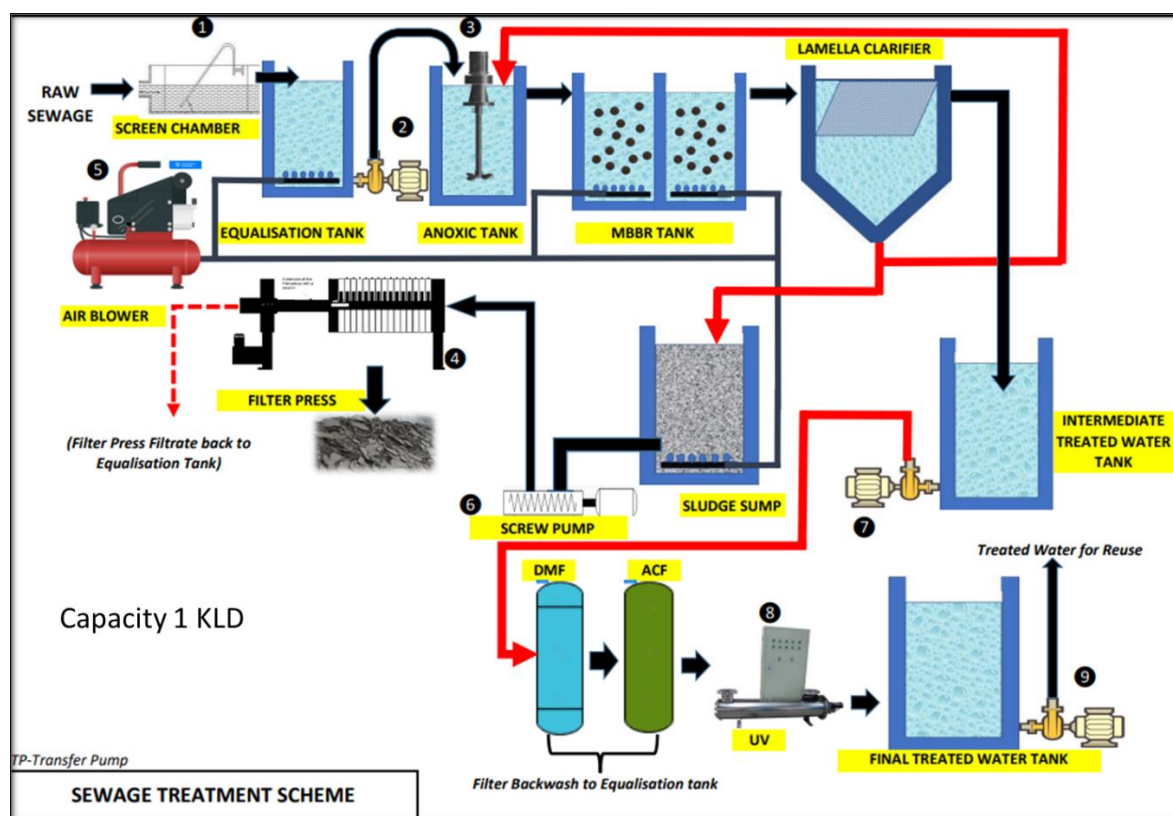 1
3
LAMELLA CLARIFIER
RAW
SEWAGE
SCREEN CHAMBER
2
5
EQUALISATION TANK
ANOXIC TANK
MBBR TANK
AIR BLOWER
4
FILTER PRESS
(Filter Press Filtrate back to
Equalisation Tank)
INTERMEDIATE
TREATED WATER
TANK
6
SCREW PUMP
SLUDGE SUMP
7
Treated Water for Reuse
DMF
ACF
Capacity 1 KLD
8
9
UV
FINAL TREATED WATER TANK
TP-Transfer Pump
Filter Backwash to Equalisation tank
SEWAGE TREATMENT SCHEME